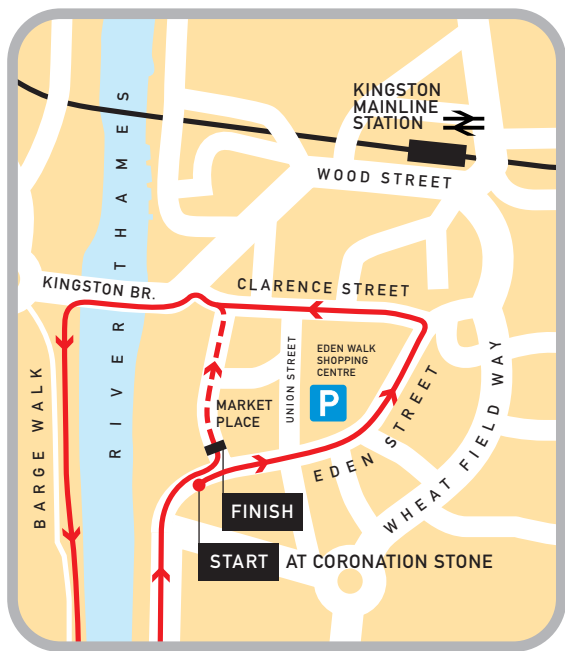 KINGSTON
MAINLINE
STATION
WOOD STREET
RIVER THAMES
KINGSTON BR.
CLARENCE STREET
UNION STREET
EDEN WALK
SHOPPING
CENTRE
P
MARKET
PLACE
BARGE WALK
EDEN STREET
WHEAT FIELD WAY
FINISH
START AT CORONATION STONE